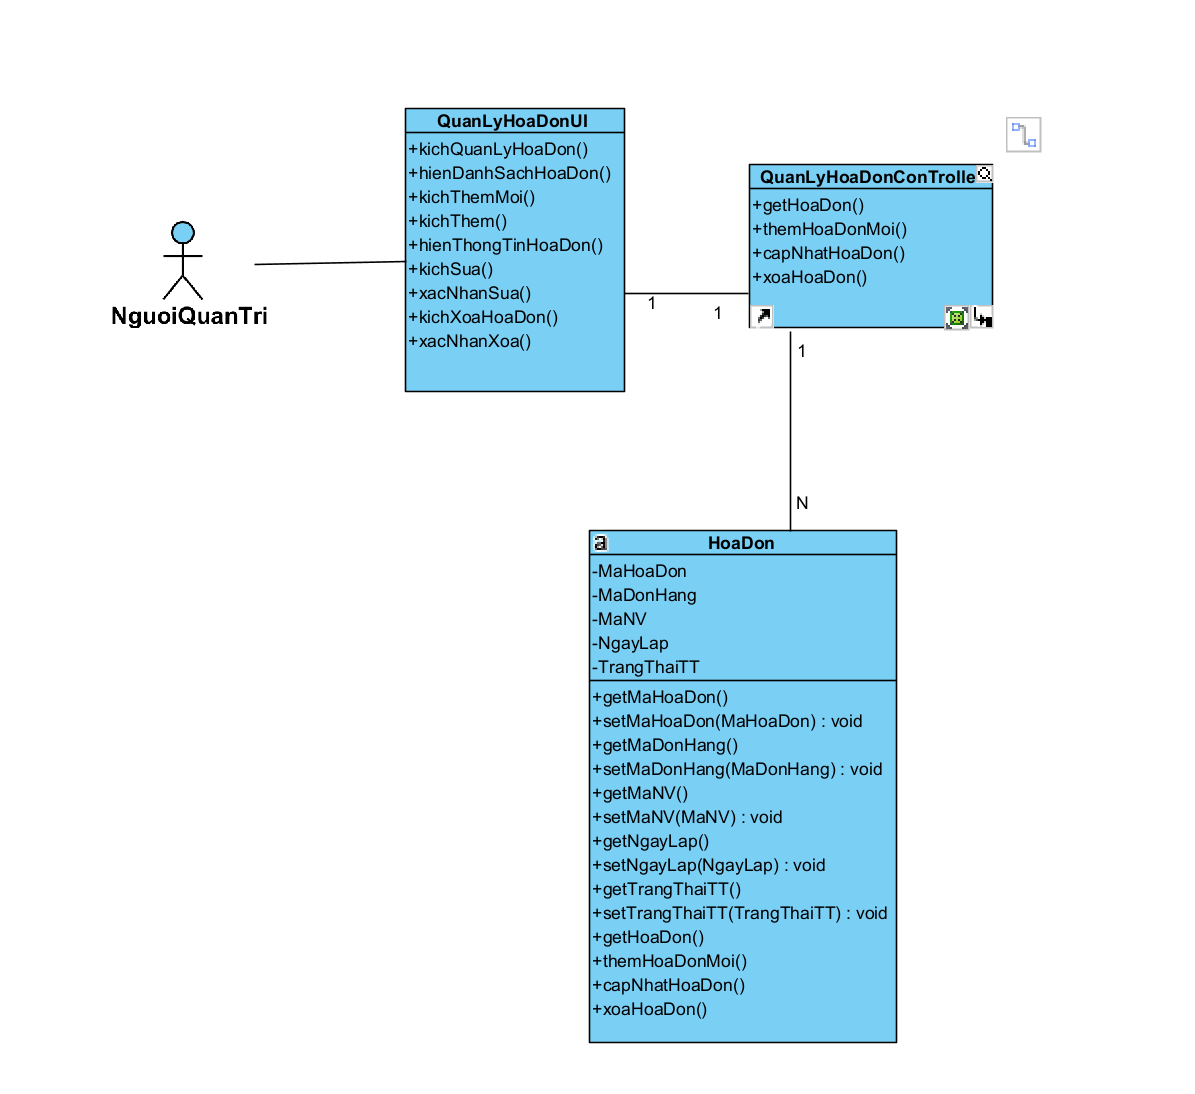 QuanLyHoaDonUI
+kichQuanLyHoaDon()
+hienDanhSachHoaDon()
+kichThemMoi()
+kichThem()
+hienThongTinHoaDon()
+kichSua()
+xacNhanSua()
+kichXoaHoaDon()
+xacNhanXoa()
NguoiQuanTri
QuanLyHoaDonConTrolle
+getHoaDon()
+themHoaDonMoi()
+capNhatHoaDon()
+xoaHoaDon()
1
1
1
N
a
HoaDon
-MaHoaDon
-MaDonHang
-MaNV
-NgayLap
-TrangThaiTT
+getMaHoaDon()
+setMaHoaDon(MaHoaDon) : void
+getMaDonHang()
+setMaDonHang(MaDonHang) : void
+getMaNV()
+setMaNV(MaNV) : void
+getNgayLap()
+setNgayLap(NgayLap) : void
+getTrangThaiTT()
+setTrangThaiTT(TrangThaiTT) : void
+getHoaDon()
+themHoaDonMoi()
+capNhatHoaDon()
+xoaHoaDon()